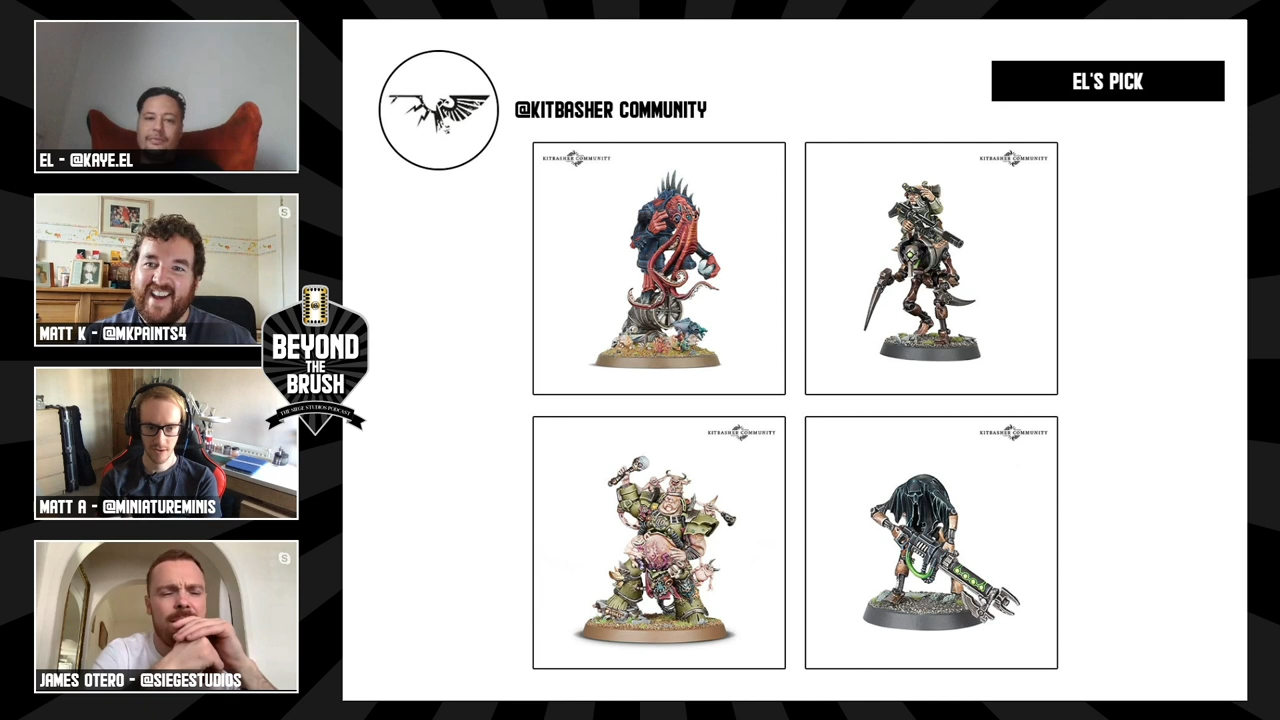 EL - @KAYE.EL
MATT K - @MKPAINTS4
MATT A - @MINIATUREMINIS
JAMES OTERO - @SIEGESTUDIOS
BEYOND
THE
BRUSH
THE SIEGE STUDIOS PODCAST
@KITBASHER COMMUNITY
EL'S PICK
KITBASHER COMMUNITY
KITBASHER COMMUNITY
KITBASHER COMMUNITY
KITBASHER COMMUNITY